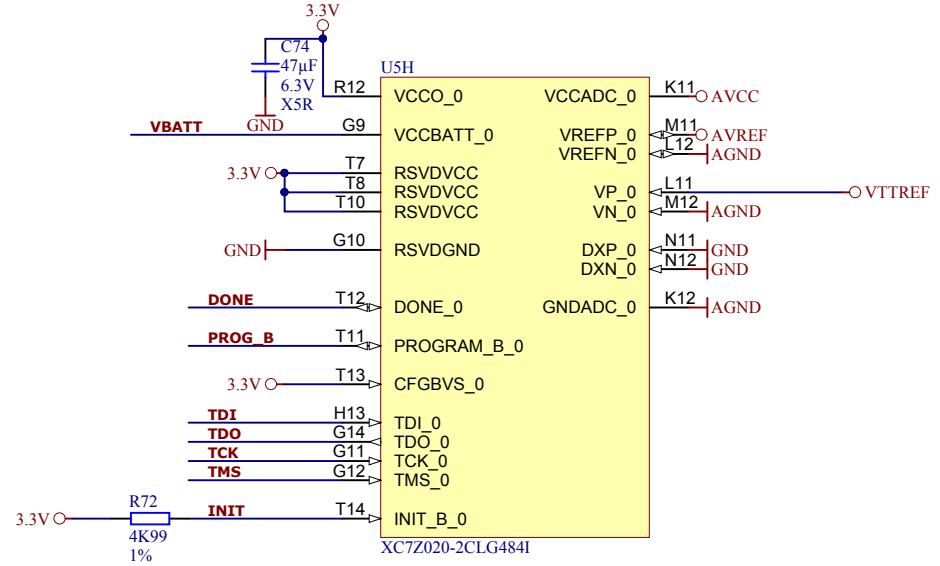 3.3V
C74
47µF
6.3V
X5R
GND
U5H
R12 VCCO_0 VCCADC_0 K11 AVCC
VBATT G9 VCCBATT_0 VREFP_0 M11 AVREF
VREFN_0 L12 AGND
3.3V T7 RSVDVCC
T8 RSVDVCC VP_0 L11 VTTREF
T10 RSVDVCC VN_0 M12 AGND
GND G10 RSVDGND DXP_0 N11 GND
DXN_0 N12 GND
DONE T12 DONE_0 GNDADC_0 K12 AGND
PROG_B T11 PROGRAM_B_0
3.3V T13 CFGBVS_0
TDI H13 TDI_0
TDO G14 TDO_0
TCK G11 TCK_0
TMS G12 TMS_0
R72
3.3V INIT T14 INIT_B_0
4K99
1%
XC7Z020-2CLG484I